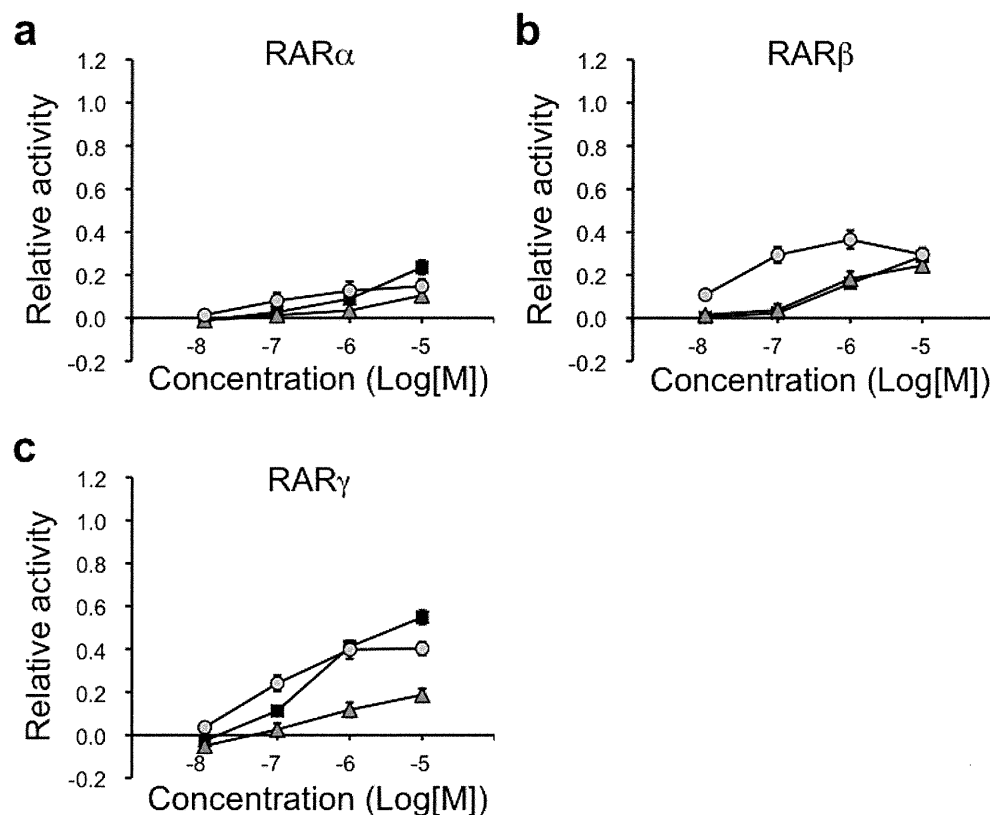 a
RARα
1.2
1.0
0.8
0.6
0.4
0.2
0.0
-0.2
Relative activity
-8 -7 -6 -5
Concentration (Log[M])
b
RARβ
1.2
1.0
0.8
0.6
0.4
0.2
0.0
-0.2
Relative activity
-8 -7 -6 -5
Concentration (Log[M])
c
RARγ
1.2
1.0
0.8
0.6
0.4
0.2
0.0
-0.2
Relative activity
-8 -7 -6 -5
Concentration (Log[M])